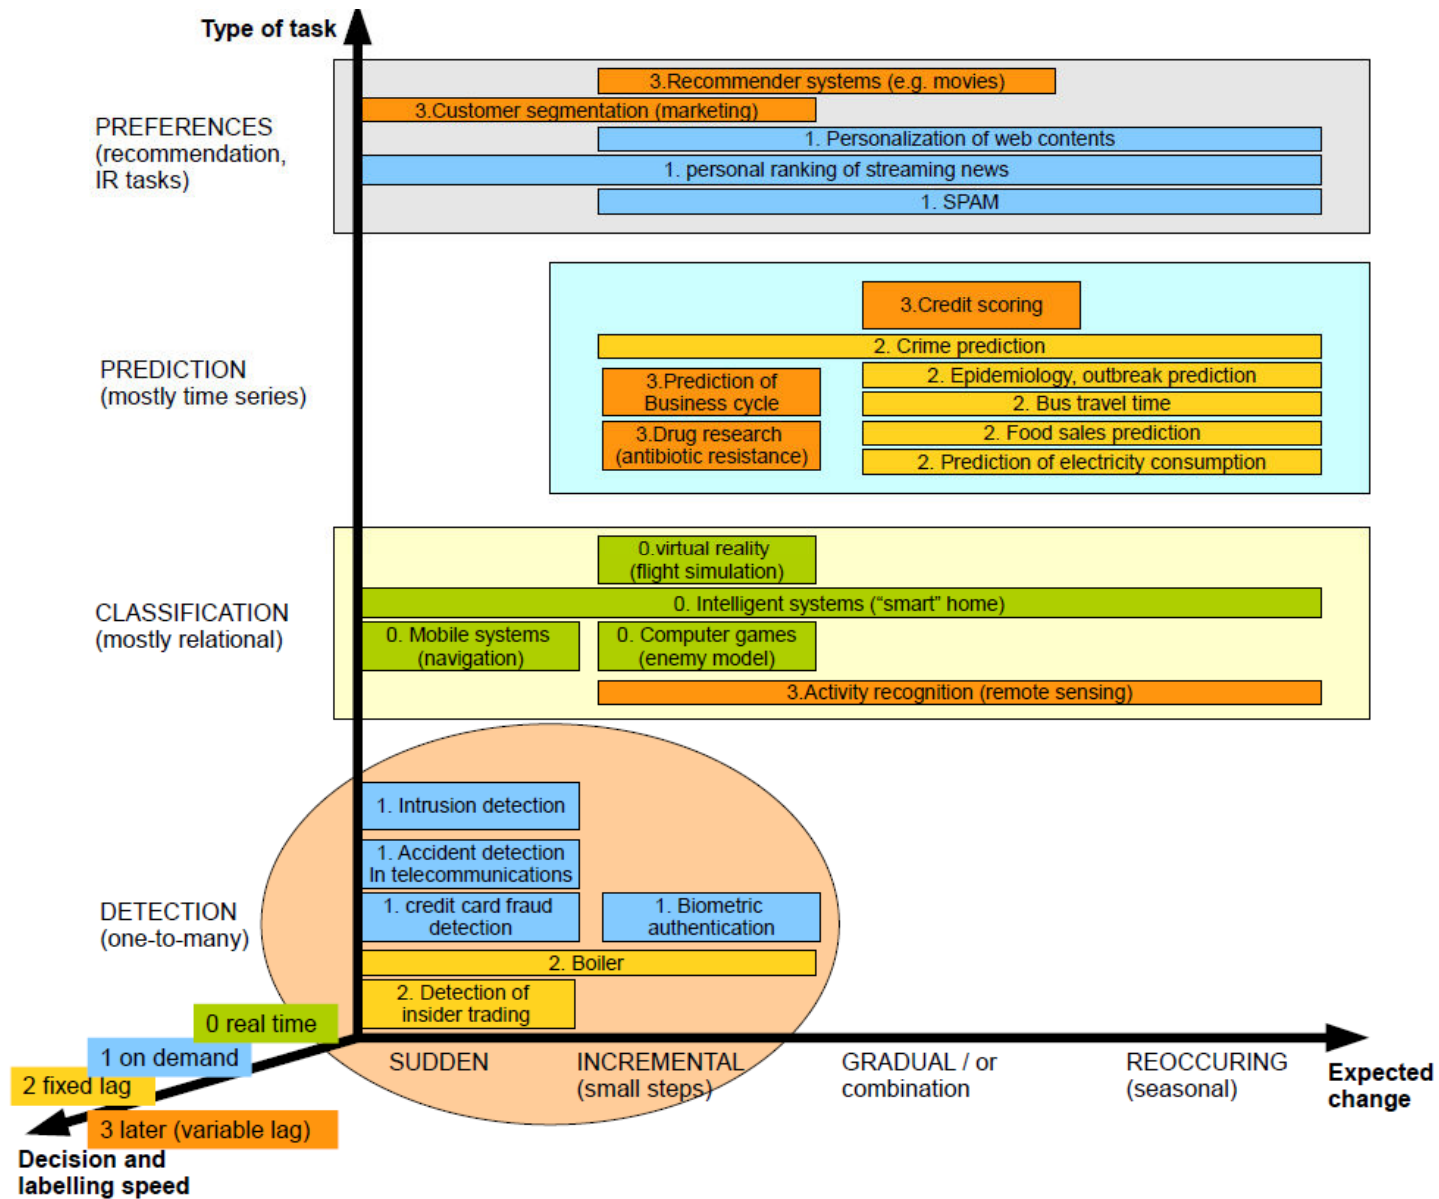 Type of task
3.Recommender systems (e.g. movies)
3.Customer segmentation (marketing)
PREFERENCES
(recommendation,
IR tasks)
1. Personalization of web contents
1. personal ranking of streaming news
1. SPAM
3.Credit scoring
2. Crime prediction
PREDICTION
(mostly time series)
3.Prediction of
Business cycle
2. Epidemiology, outbreak prediction
2. Bus travel time
3.Drug research
(antibiotic resistance)
2. Food sales prediction
2. Prediction of electricity consumption
0.virtual reality
(flight simulation)
0. Intelligent systems (“smart” home)
CLASSIFICATION
(mostly relational)
0. Mobile systems
(navigation)
0. Computer games
(enemy model)
3.Activity recognition (remote sensing)
1. Intrusion detection
1. Accident detection
In telecommunications
DETECTION
(one-to-many)
1. credit card fraud
detection
1. Biometric
authentication
2. Boiler
2. Detection of
insider trading
0 real time
1 on demand
2 fixed lag
3 later (variable lag)
Decision and
labelling speed
SUDDEN
INCREMENTAL
(small steps)
GRADUAL / or
combination
REOCCURING
(seasonal)
Expected
change